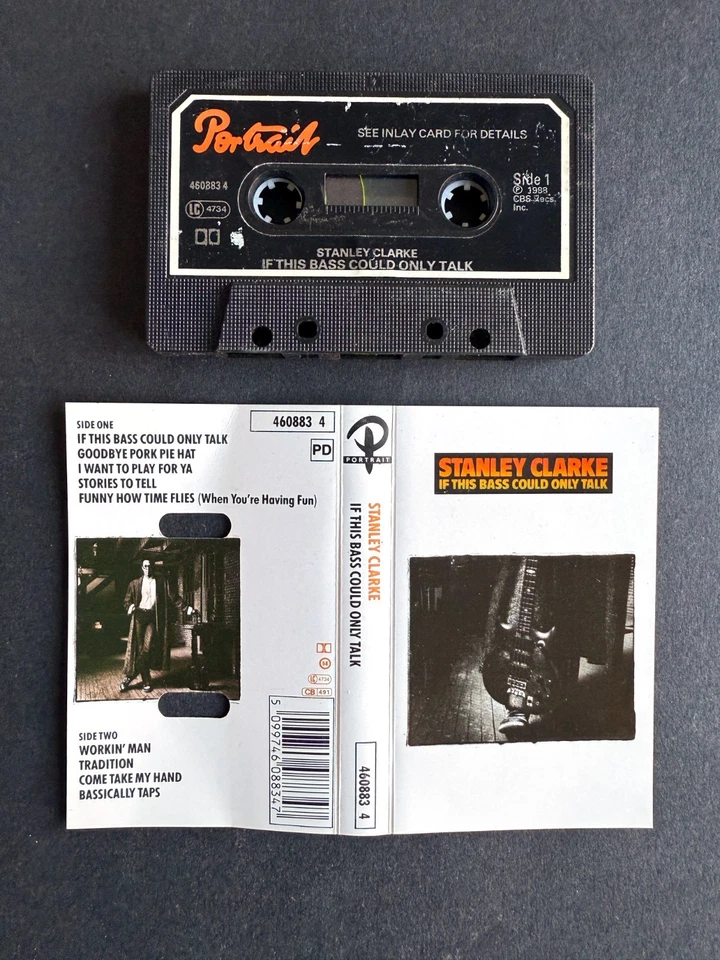 Portrait
SEE INLAY CARD FOR DETAILS
460883 4
LC 4734
Side 1
℗ 1988
CBS Recs.
Inc.
STANLEY CLARKE
IF THIS BASS COULD ONLY TALK
SIDE ONE
IF THIS BASS COULD ONLY TALK
GOODBYE PORK PIE HAT
I WANT TO PLAY FOR YA
STORIES TO TELL
FUNNY HOW TIME FLIES (When You're Having Fun)
460883 4
PD
LC 4734
CB 491
SIDE TWO
WORKIN' MAN
TRADITION
COME TAKE MY HAND
BASSICALLY TAPS
5 099746 088347
PORTRAIT
STANLEY CLARKE
IF THIS BASS COULD ONLY TALK
460883 4
STANLEY CLARKE
IF THIS BASS COULD ONLY TALK